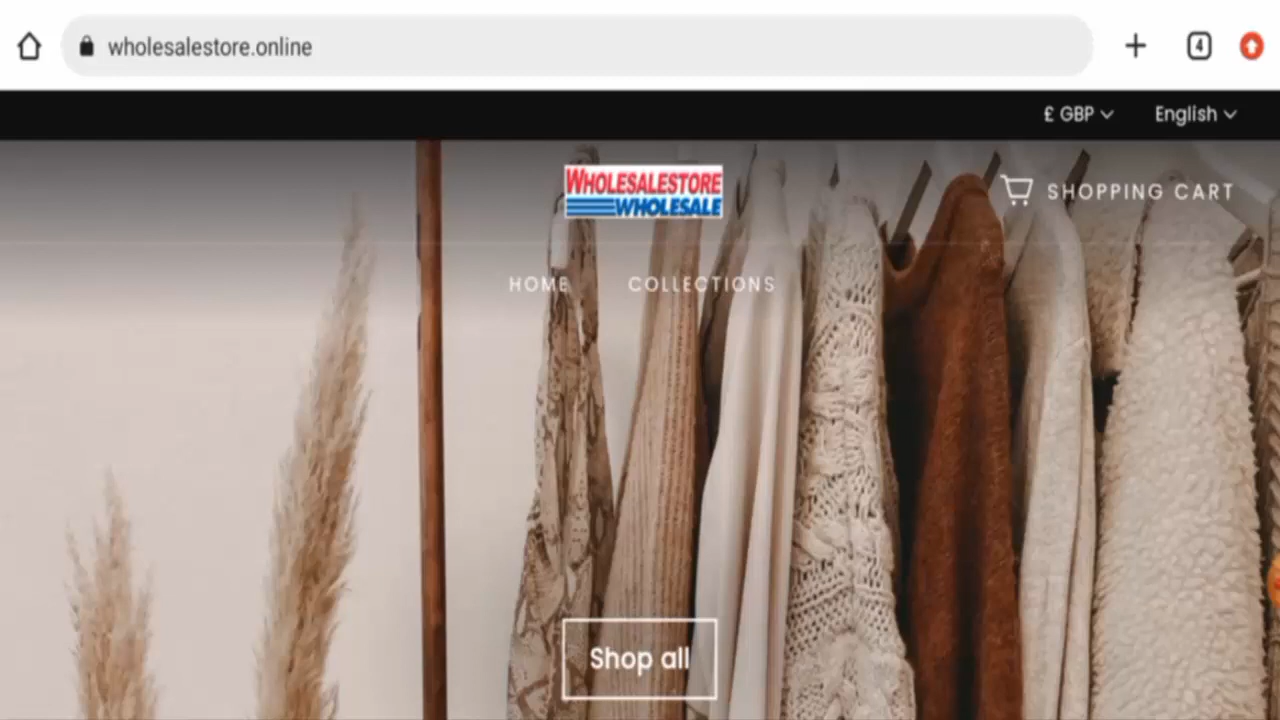 wholesalestore.online
4
£ GBP
English
WHOLESALESTORE
WHOLESALE
SHOPPING CART
HOME
COLLECTIONS
Shop all